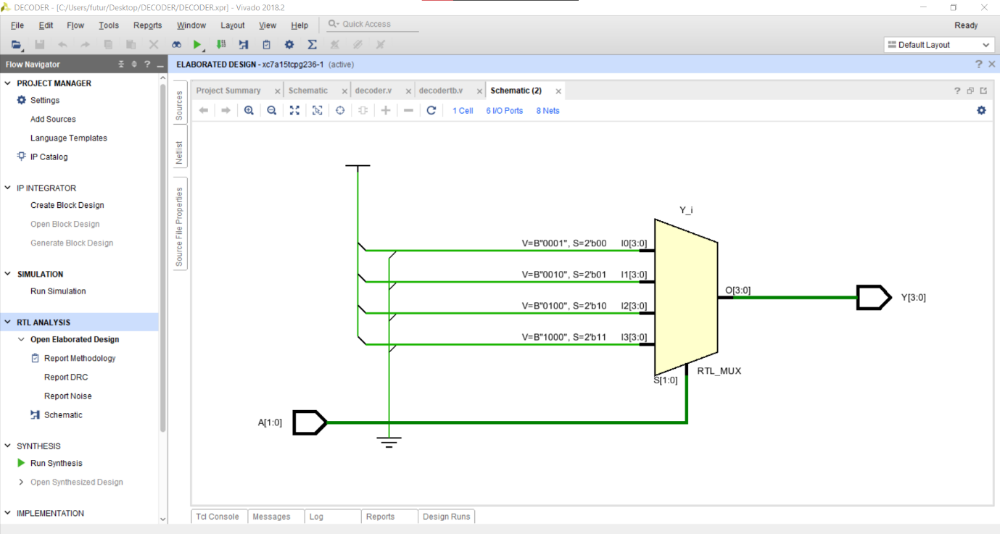 DECODER - [C:/Users/futur/Desktop/DECODER/DECODER.xpr] - Vivado 2018.2
File Edit Flow Tools Reports Window Layout View Help Quick Access Ready
Default Layout
Flow Navigator
ELABORATED DESIGN - xc7a15tcpg236-1 (active)
PROJECT MANAGER
Settings
Add Sources
Language Templates
IP Catalog
IP INTEGRATOR
Create Block Design
Open Block Design
Generate Block Design
SIMULATION
Run Simulation
RTL ANALYSIS
Open Elaborated Design
Report Methodology
Report DRC
Report Noise
Schematic
SYNTHESIS
Run Synthesis
Open Synthesized Design
IMPLEMENTATION
Sources
Netlist
Source File Properties
Project Summary Schematic decoder.v decodertb.v Schematic (2)
1 Cell 6 I/O Ports 8 Nets
Y_i
V=B"0001", S=2'b00 I0[3:0]
V=B"0010", S=2'b01 I1[3:0]
O[3:0]
Y[3:0]
V=B"0100", S=2'b10 I2[3:0]
V=B"1000", S=2'b11 I3[3:0]
RTL_MUX
S[1:0]
A[1:0]
Tcl Console Messages Log Reports Design Runs